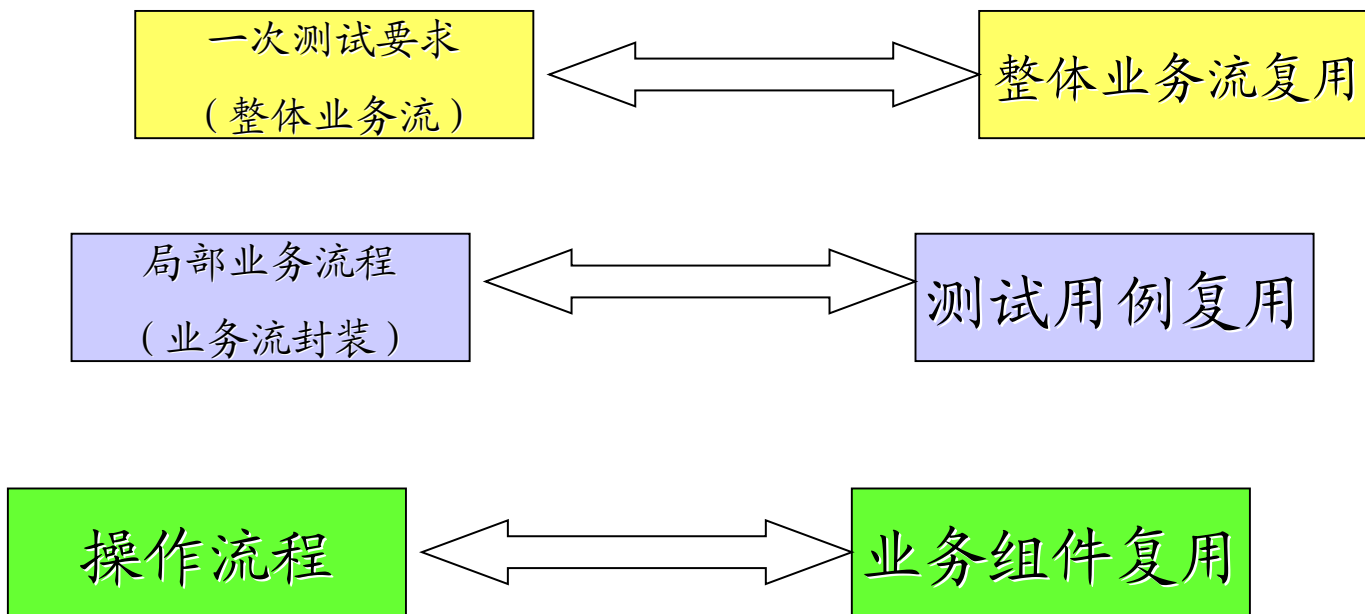 一次测试要求
（整体业务流）
整体业务流复用
局部业务流程
（业务流封装）
测试用例复用
操作流程
业务组件复用